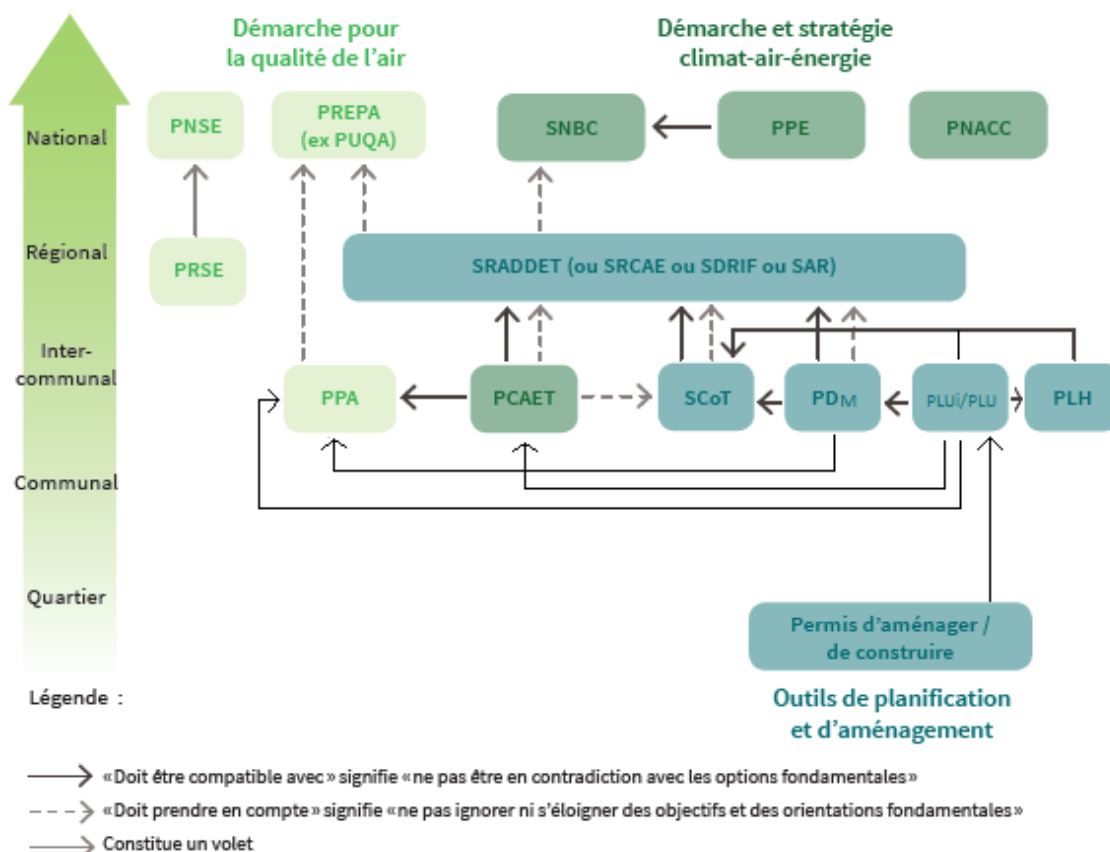 Démarche pour
la qualité de l'air
Démarche et stratégie
climat-air-énergie
National
PNSE
PREPA
(ex PUQA)
SNBC
PPE
PNACC
Régional
PRSE
SRADDET (ou SRCAE ou SDRIF ou SAR)
Inter-
communal
PPA
PCAET
SCoT
PDM
PLUi/PLU
PLH
Communal
Quartier
Permis d'aménager /
de construire
Légende :
Outils de planification
et d'aménagement
«Doit être compatible avec» signifie «ne pas être en contradiction avec les options fondamentales»
«Doit prendre en compte» signifie «ne pas ignorer ni s'éloigner des objectifs et des orientations fondamentales»
Constitue un volet